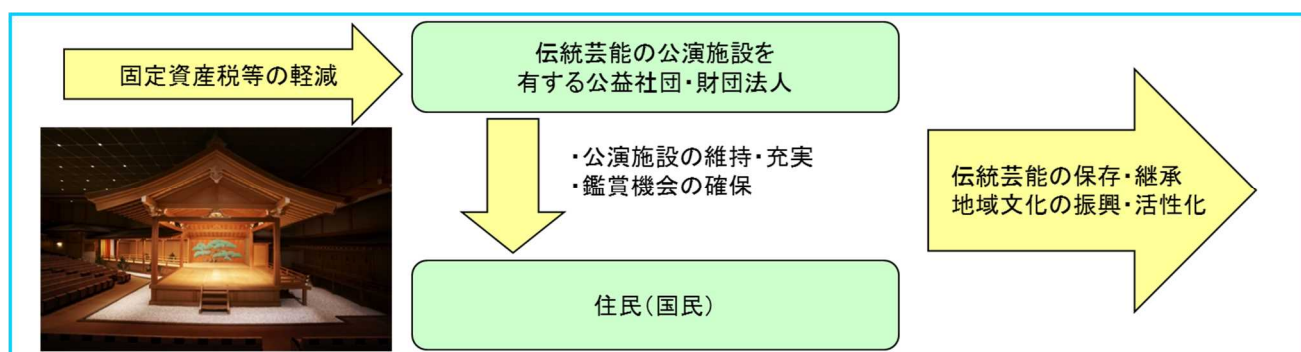 固定資産税等の軽減
伝統芸能の公演施設を
有する公益社団・財団法人
・公演施設の維持・充実
・鑑賞機会の確保
住民（国民）
伝統芸能の保存・継承
地域文化の振興・活性化